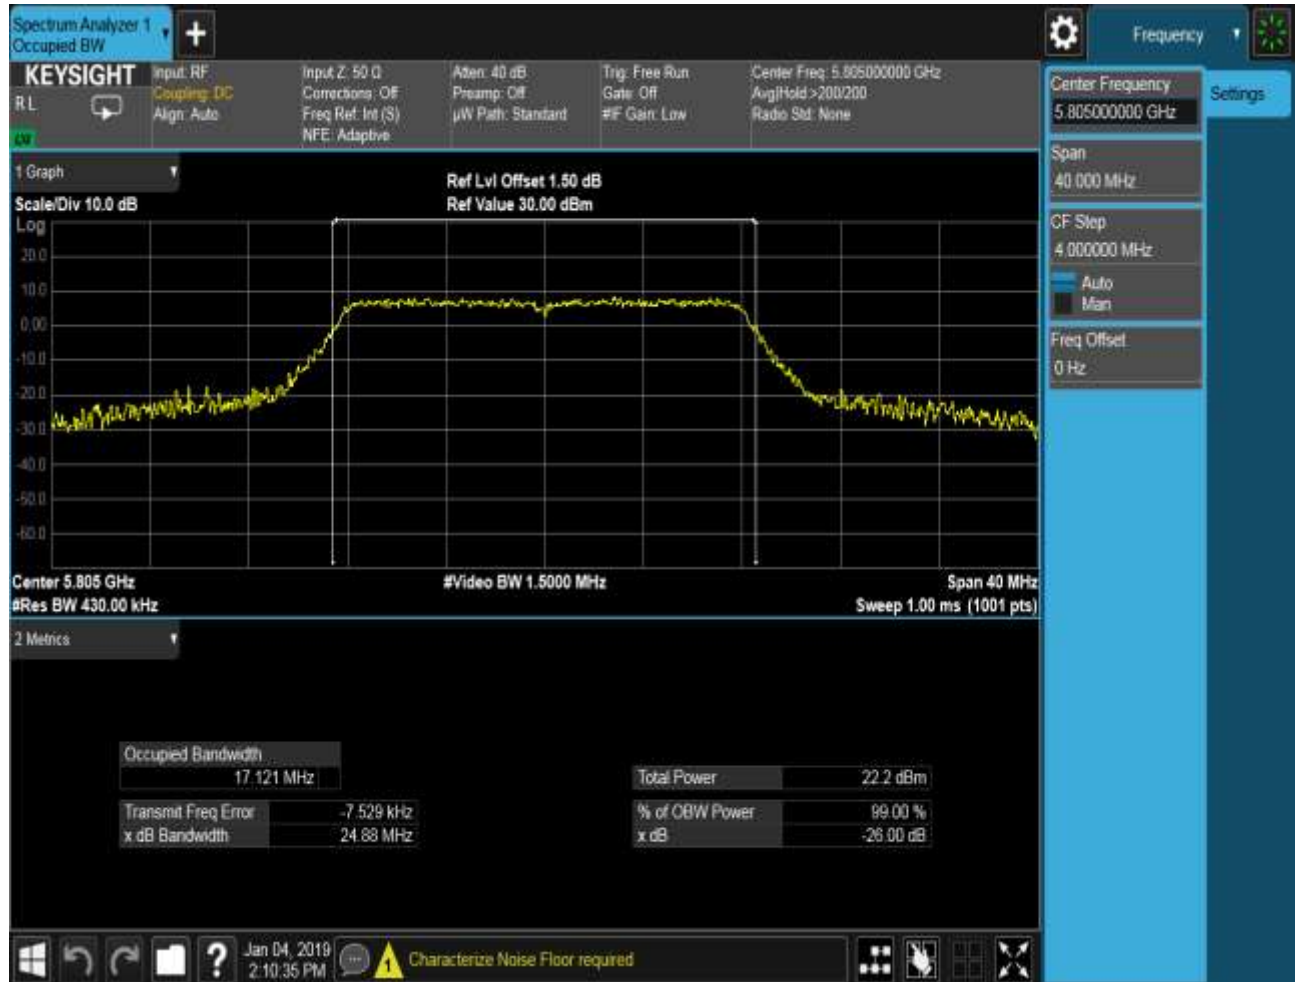 Spectrum Analyzer 1
Occupied BW
Frequency
KEYSIGHT
RL
Input: RF
Coupling: DC
Align: Auto
Input Z: 50 Ω
Corrections: Off
Freq Ref: Int (S)
NFE: Adaptive
Atten: 40 dB
Preamp: Off
µW Path: Standard
Trig: Free Run
Gate: Off
#IF Gain: Low
Center Freq: 5.805000000 GHz
Avg|Hold:>200/200
Radio Std: None
Center Frequency
5.805000000 GHz
Settings
Span
40.000 MHz
CF Step
4.000000 MHz
Auto
Man
Freq Offset
0 Hz
1 Graph
Scale/Div 10.0 dB
Ref Lvl Offset 1.50 dB
Ref Value 30.00 dBm
Log
20.0
10.0
0.00
-10.0
-20.0
-30.0
-40.0
-50.0
-60.0
Center 5.805 GHz
#Video BW 1.5000 MHz
Span 40 MHz
#Res BW 430.00 kHz
Sweep 1.00 ms (1001 pts)
2 Metrics
Occupied Bandwidth
17.121 MHz
Total Power 22.2 dBm
Transmit Freq Error -7.529 kHz
% of OBW Power 99.00 %
x dB Bandwidth 24.88 MHz
x dB -26.00 dB
?
Jan 04, 2019
2:10:35 PM
1
Characterize Noise Floor required